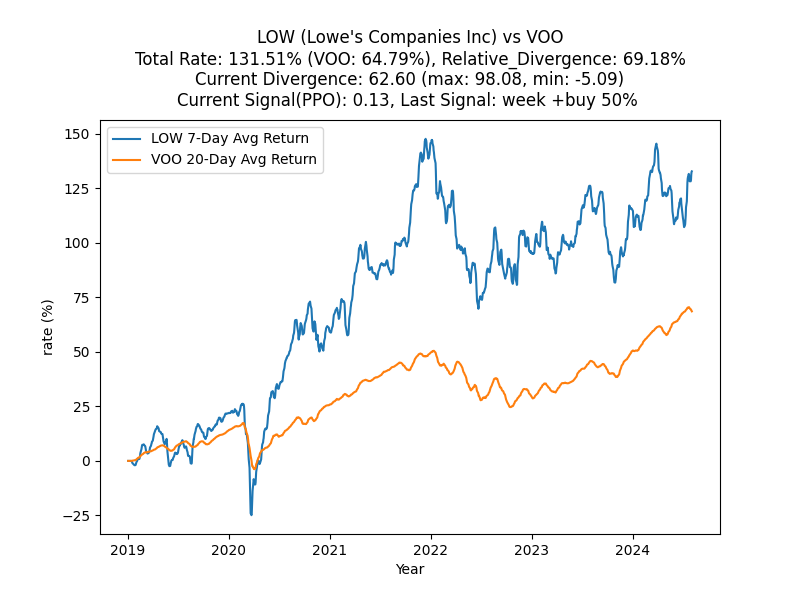 LOW (Lowe's Companies Inc) vs VOO
Total Rate: 131.51% (VOO: 64.79%), Relative_Divergence: 69.18%
Current Divergence: 62.60 (max: 98.08, min: -5.09)
Current Signal(PPO): 0.13, Last Signal: week +buy 50%
LOW 7-Day Avg Return
VOO 20-Day Avg Return
rate (%)
150
125
100
75
50
25
0
−25
2019
2020
2021
2022
2023
2024
Year